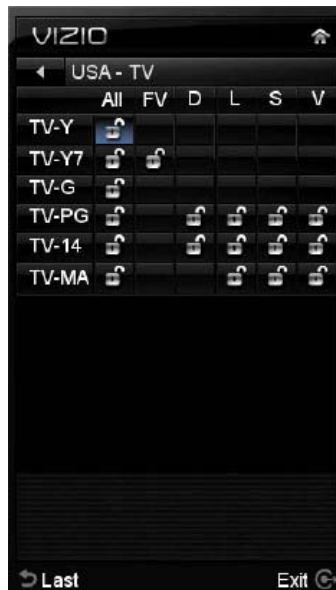 VIZIO
USA - TV
All FV D L S V
TV-Y
TV-Y7
TV-G
TV-PG
TV-14
TV-MA
Last Exit